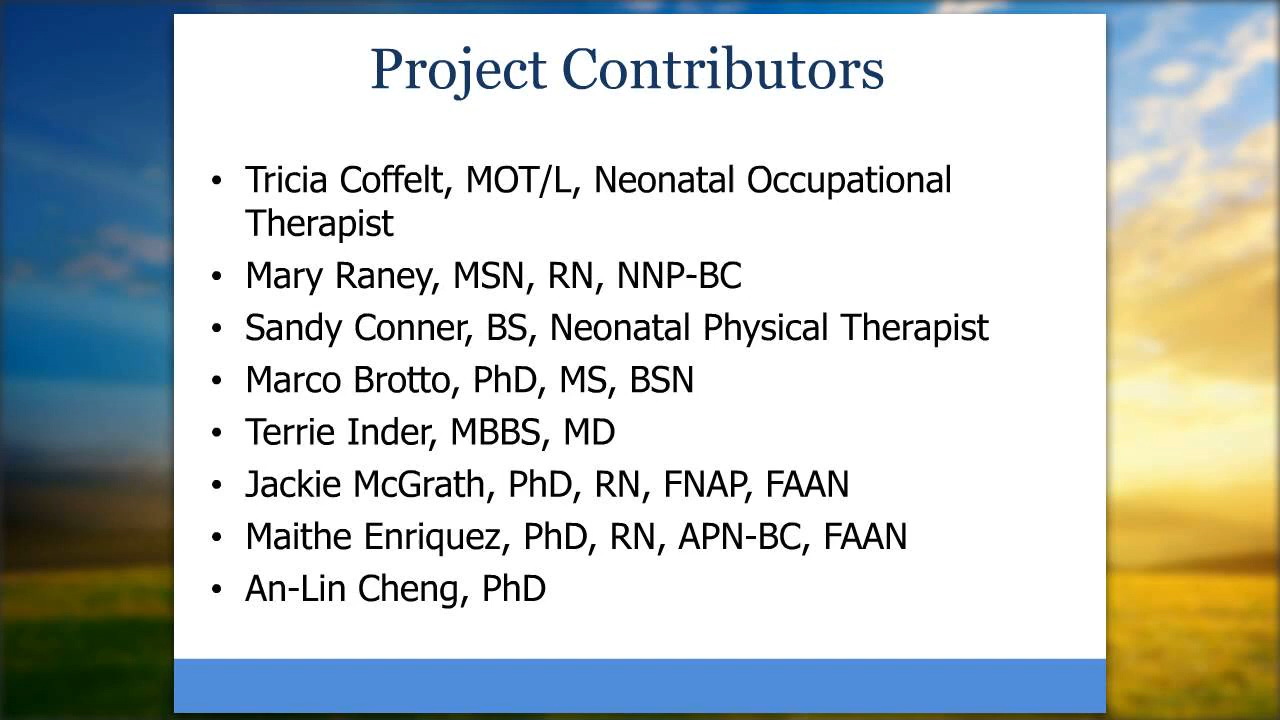 Project Contributors
• Tricia Coffelt, MOT/L, Neonatal Occupational
Therapist
• Mary Raney, MSN, RN, NNP-BC
• Sandy Conner, BS, Neonatal Physical Therapist
• Marco Brotto, PhD, MS, BSN
• Terrie Inder, MBBS, MD
• Jackie McGrath, PhD, RN, FNAP, FAAN
• Maithe Enriquez, PhD, RN, APN-BC, FAAN
• An-Lin Cheng, PhD